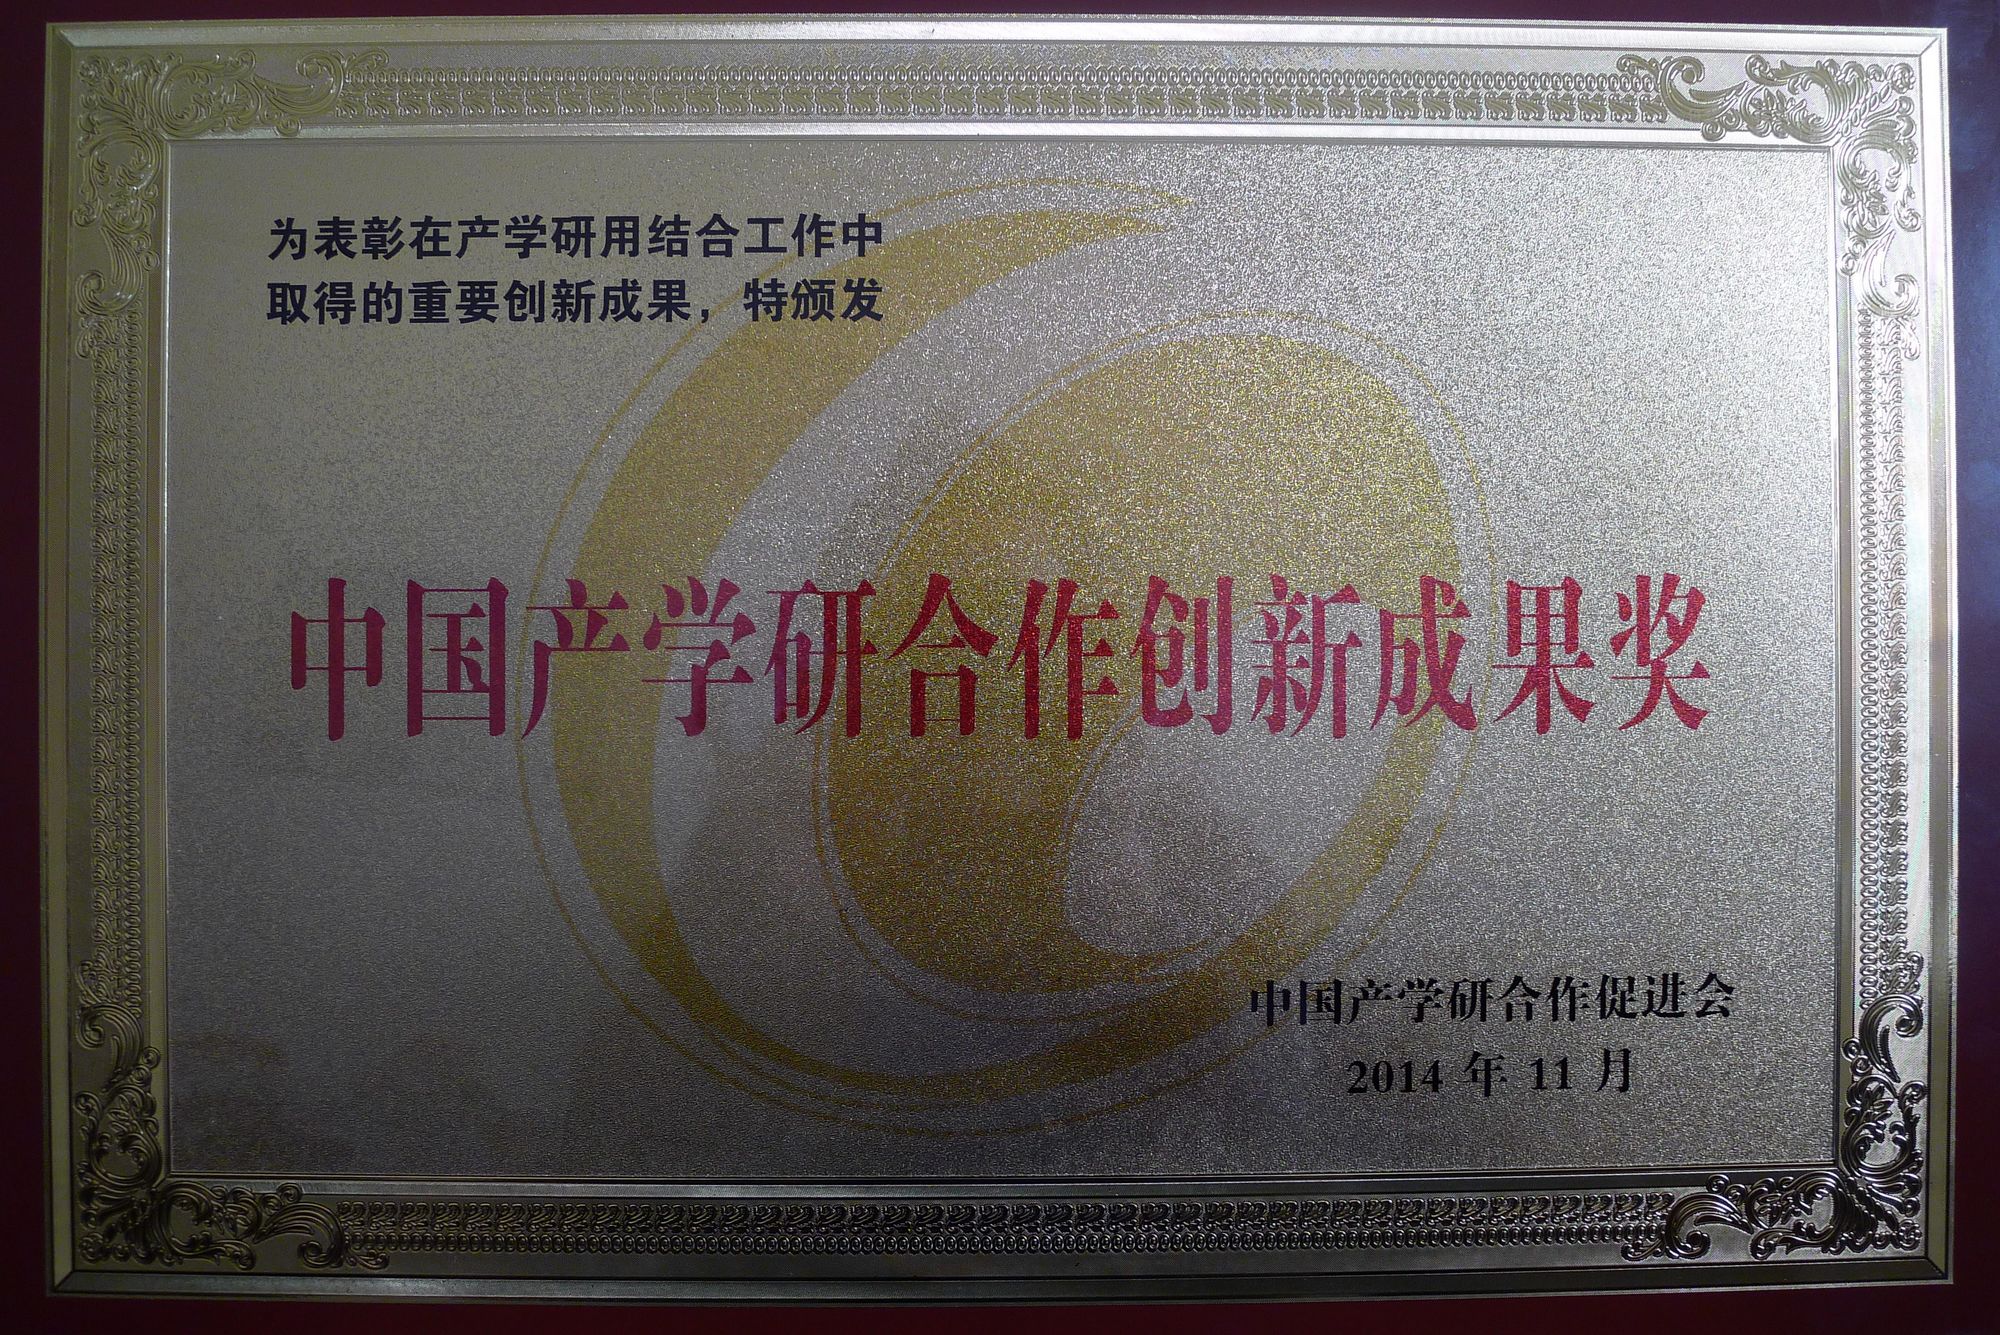 为表彰在产学研用结合工作中
取得的重要创新成果，特颁发
中国产学研合作创新成果奖
中国产学研合作促进会
2014 年 11 月